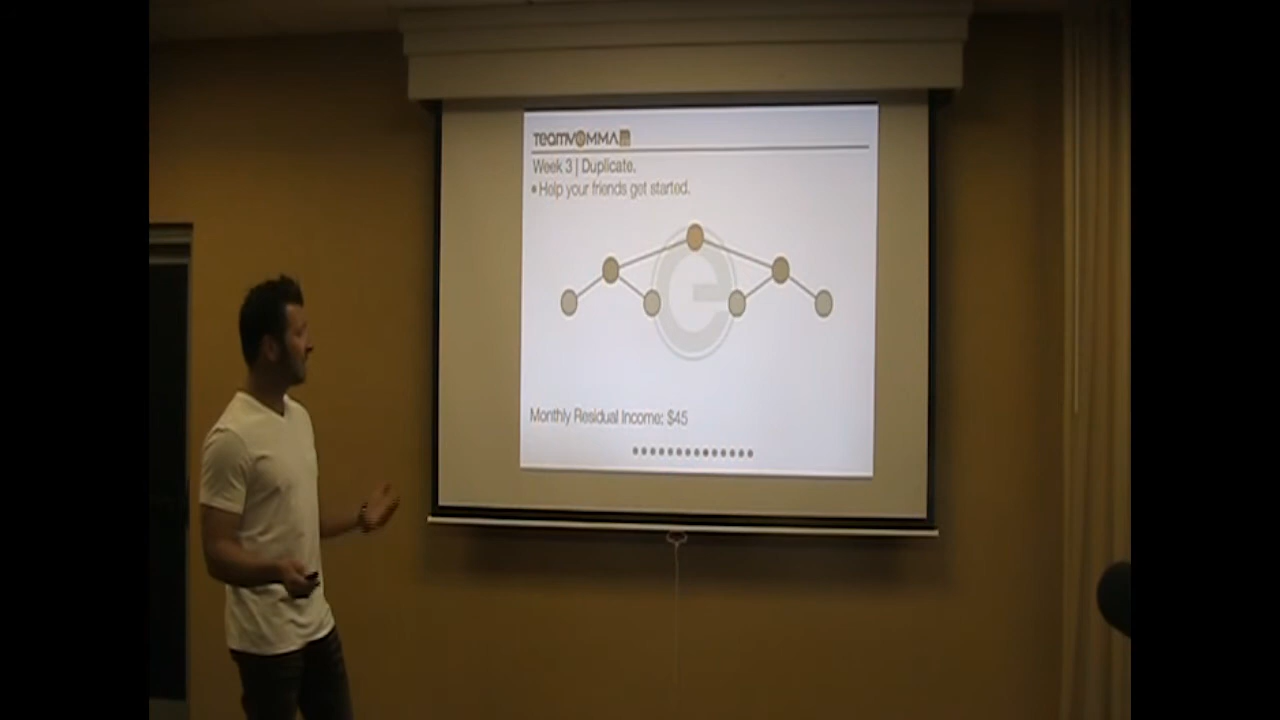 TEAMVEMMA
Week 3 | Duplicate.
• Help your friends get started.
e
Monthly Residual Income: $45